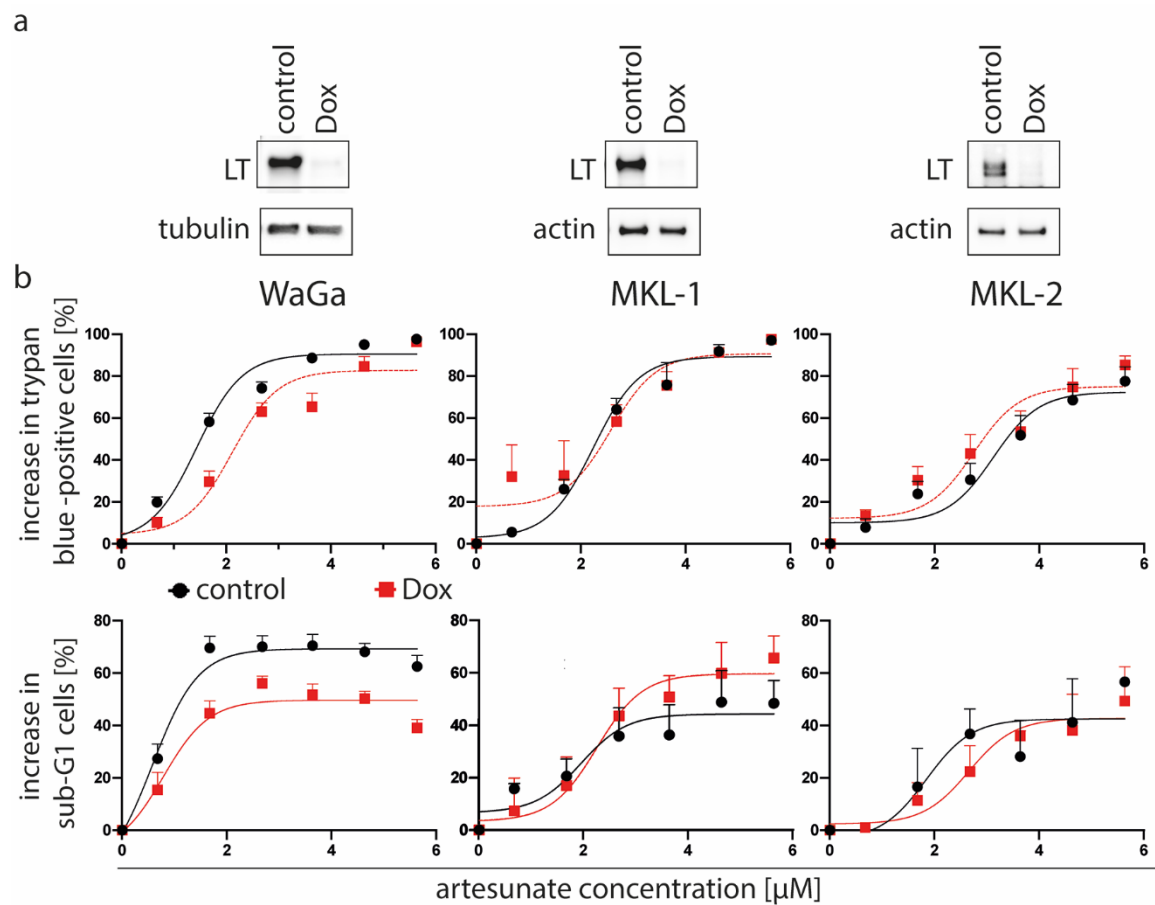 a
control Dox control Dox control Dox
LT LT LT
tubulin actin actin
b
WaGa MKL-1 MKL-2
increase in trypan
blue -positive cells [%]
100 100 100
80 80 80
60 60 60
40 40 40
20 20 20
0 0 0
0 2 4 6 0 2 4 6 0 2 4 6
control Dox
increase in
sub-G1 cells [%]
80 80 80
60 60 60
40 40 40
20 20 20
0 0 0
0 2 4 6 0 2 4 6 0 2 4 6
artesunate concentration [µM]